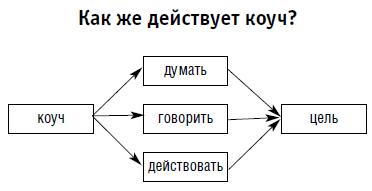 Как же действует коуч?
думать
коуч
говорить
цель
действовать